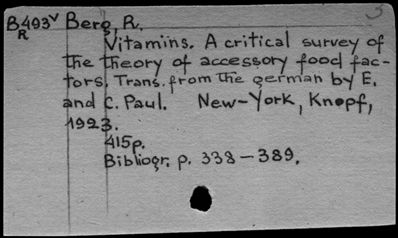 3
B493v Berg, R.
R
Vitamins. A critical survey of
the theory of accessory food fac-
tors. Trans. from the german by E.
and C. Paul. New-York, Knopf,
1923.
415p.
Bibliogr. p. 338-389.